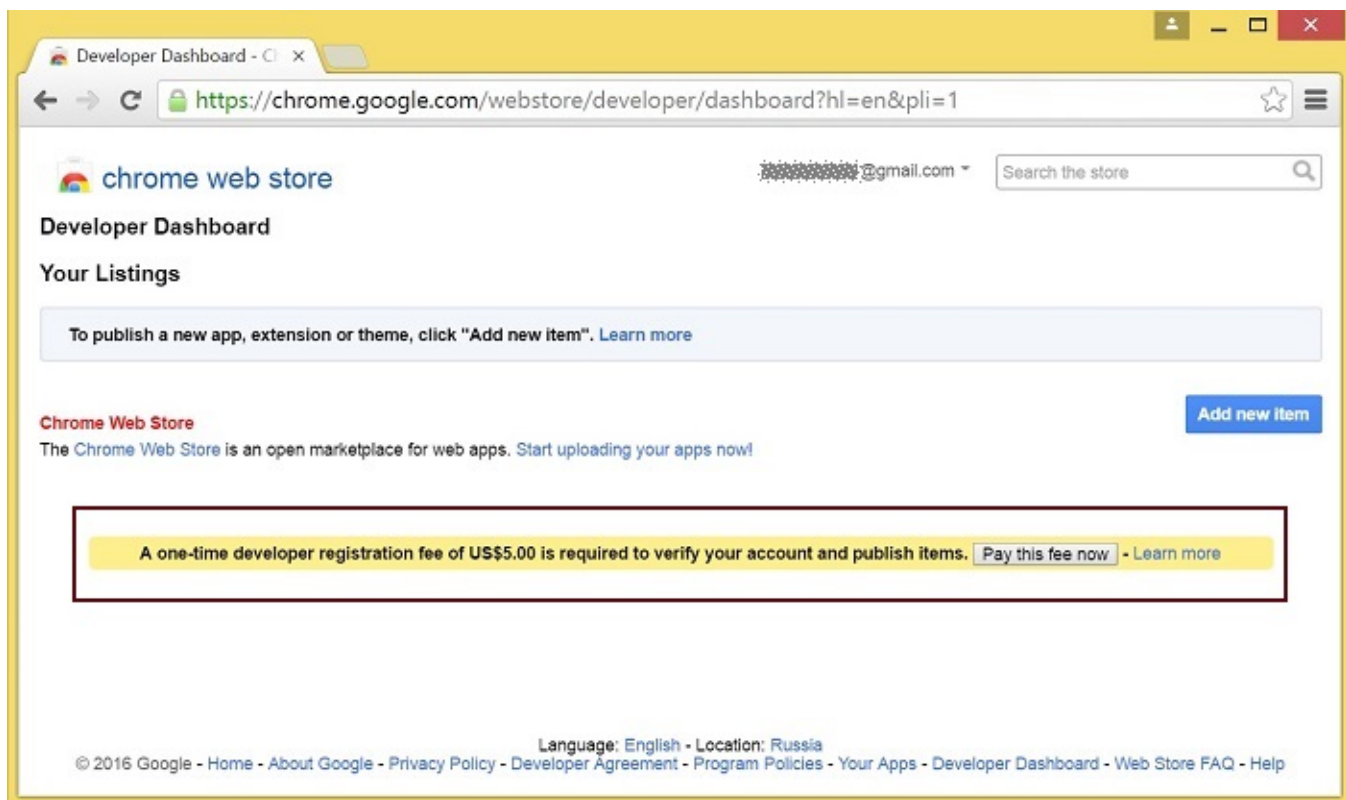 Developer Dashboard - C
https://chrome.google.com/webstore/developer/dashboard?hl=en&pli=1
chrome web store
@gmail.com
Search the store
Developer Dashboard
Your Listings
To publish a new app, extension or theme, click "Add new item". Learn more
Add new item
Chrome Web Store
The Chrome Web Store is an open marketplace for web apps. Start uploading your apps now!
A one-time developer registration fee of US$5.00 is required to verify your account and publish items. Pay this fee now - Learn more
Language: English - Location: Russia
© 2016 Google - Home - About Google - Privacy Policy - Developer Agreement - Program Policies - Your Apps - Developer Dashboard - Web Store FAQ - Help